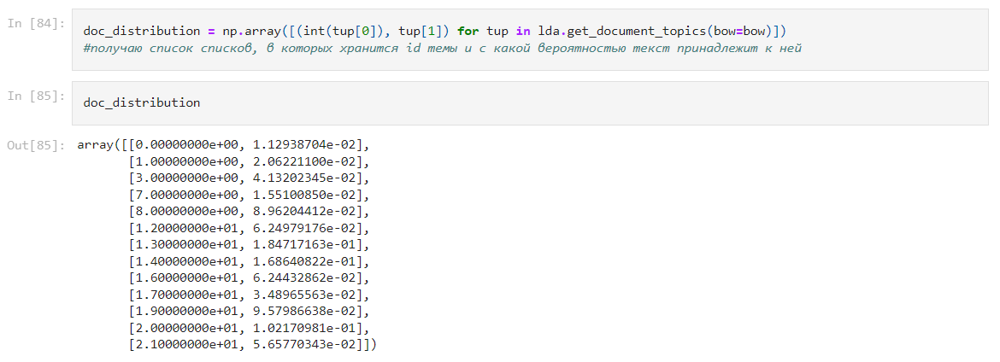 In [84]:
doc_distribution = np.array([(int(tup[0]), tup[1]) for tup in lda.get_document_topics(bow=bow)])
#получаю список списков, в которых хранится id темы и с какой вероятностью текст принадлежит к ней
In [85]:
doc_distribution
Out[85]:
array([[0.00000000e+00, 1.12938704e-02],
[1.00000000e+00, 2.06221100e-02],
[3.00000000e+00, 4.13202345e-02],
[7.00000000e+00, 1.55100850e-02],
[8.00000000e+00, 8.96204412e-02],
[1.20000000e+01, 6.24979176e-02],
[1.30000000e+01, 1.84717163e-01],
[1.40000000e+01, 1.68640822e-01],
[1.60000000e+01, 6.24432862e-02],
[1.70000000e+01, 3.48965563e-02],
[1.90000000e+01, 9.57986638e-02],
[2.00000000e+01, 1.02170981e-01],
[2.10000000e+01, 5.65770343e-02]])